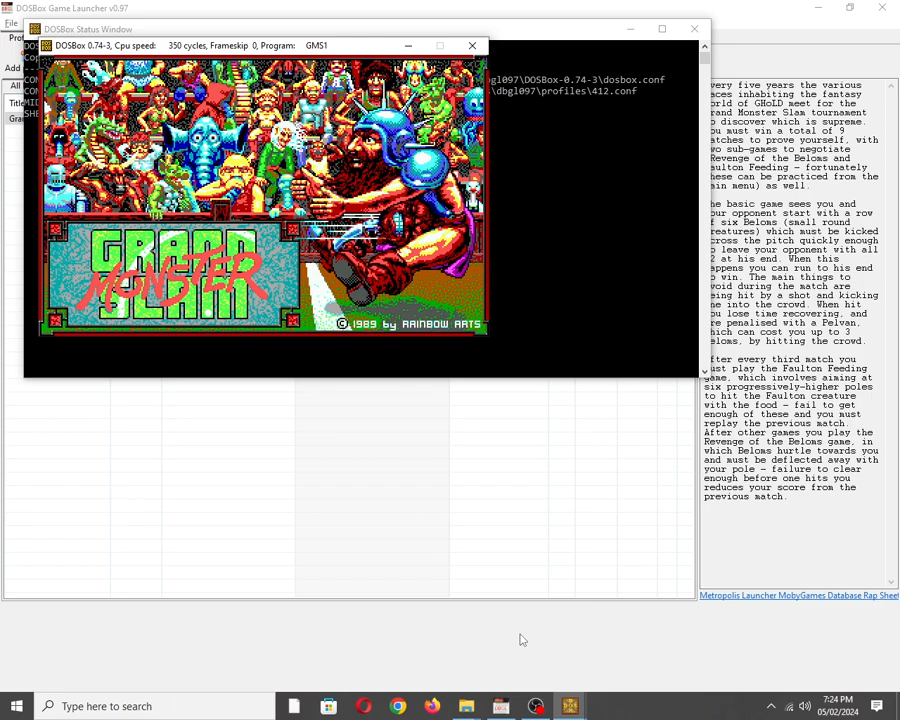 DOSBox Game Launcher v0.97
File
DOSBox Status Window
DOSBox 0.74-3, Cpu speed: 350 cycles, Frameskip 0, Program: GMS1
bgl097\DOSBox-0.74-3\dosbox.conf
\dbgl097\profiles\412.conf
Add
All
GRAND
MONSTER
SLAM
©1989 by RAINBOW ARTS
very five years the various
aces inhabiting the fantasy
orld of GHoLD meet for the
rand Monster Slam tournament
o discover which is supreme.
ou must win a total of 9
atches to prove yourself, with
wo sub-games to negotiate
Revenge of the Beloms and
aulton Feeding - fortunately
hese can be practiced from the
ain menu) as well.
he basic game sees you and
our opponent start with a row
f six Beloms (small round
reatures) which must be kicked
cross the pitch quickly enough
o leave your opponent with all
2 at his end. When this
appens you can run to his end
o win. The main things to
void during the match are
eing hit by a shot and kicking
ne into the crowd. When hit
ou lose time recovering, and
re penalised with a Pelvan,
hich can cost you up to 3
eloms, by hitting the crowd.
fter every third match you
ust play the Faulton Feeding
ame, which involves aiming at
six progressively-higher poles
to hit the Faulton creature
with the food - fail to get
enough of these and you must
replay the previous match.
After other games you play the
Revenge of the Beloms game, in
which Beloms hurtle towards you
and must be deflected away with
your pole - failure to clear
enough before one hits you
reduces your score from the
previous match.
Metropolis Launcher MobyGames Database Rap Sheet
Type here to search
7:24 PM
05/02/2024